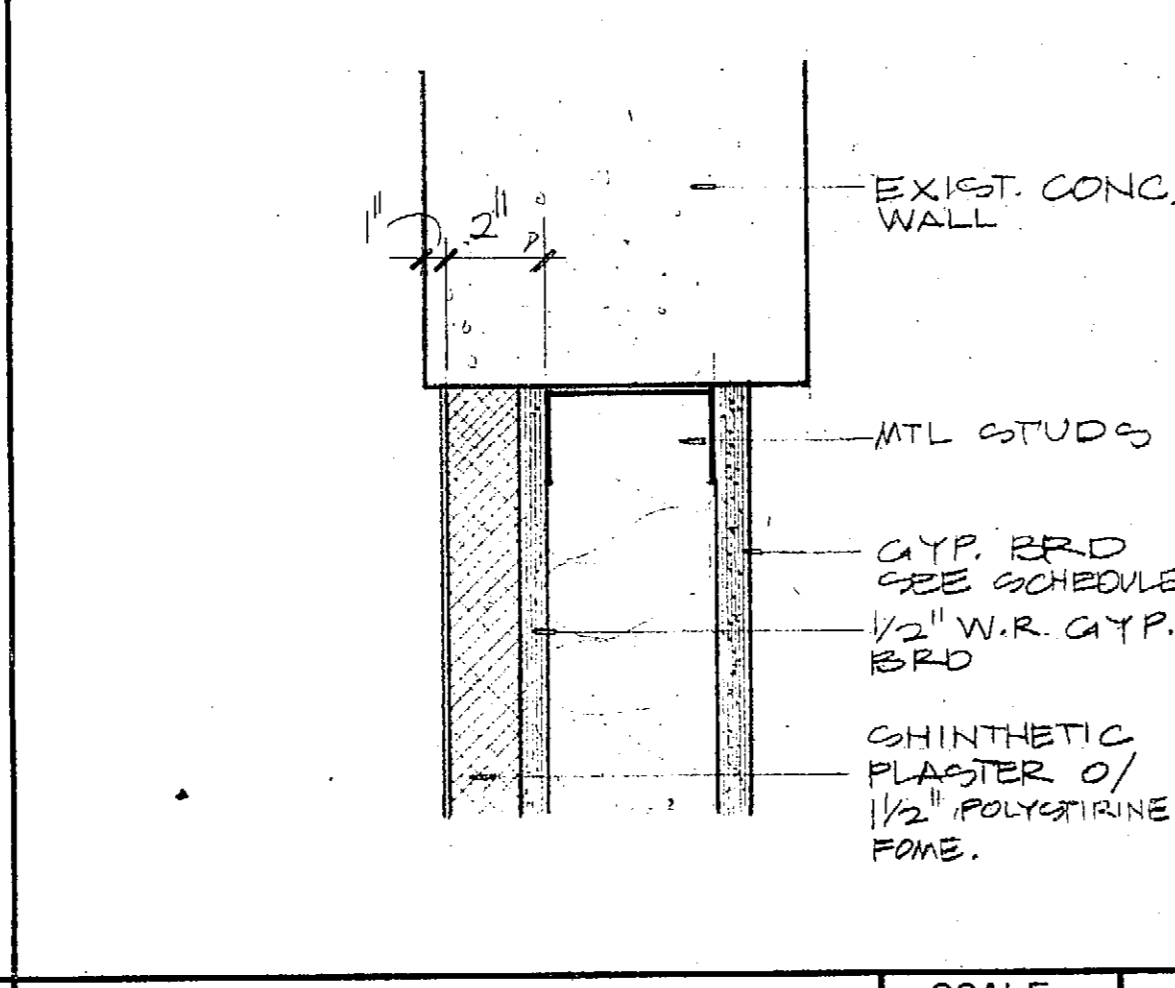 1" 2"
EXIST. CONC.
WALL
MTL STUDS
GYP. BRD
SEE SCHEDULE
1/2" W.R. GYP.
BRD
SHINTHETIC
PLASTER O/
1 1/2" POLYSTIRINE
FOME.
SCALE